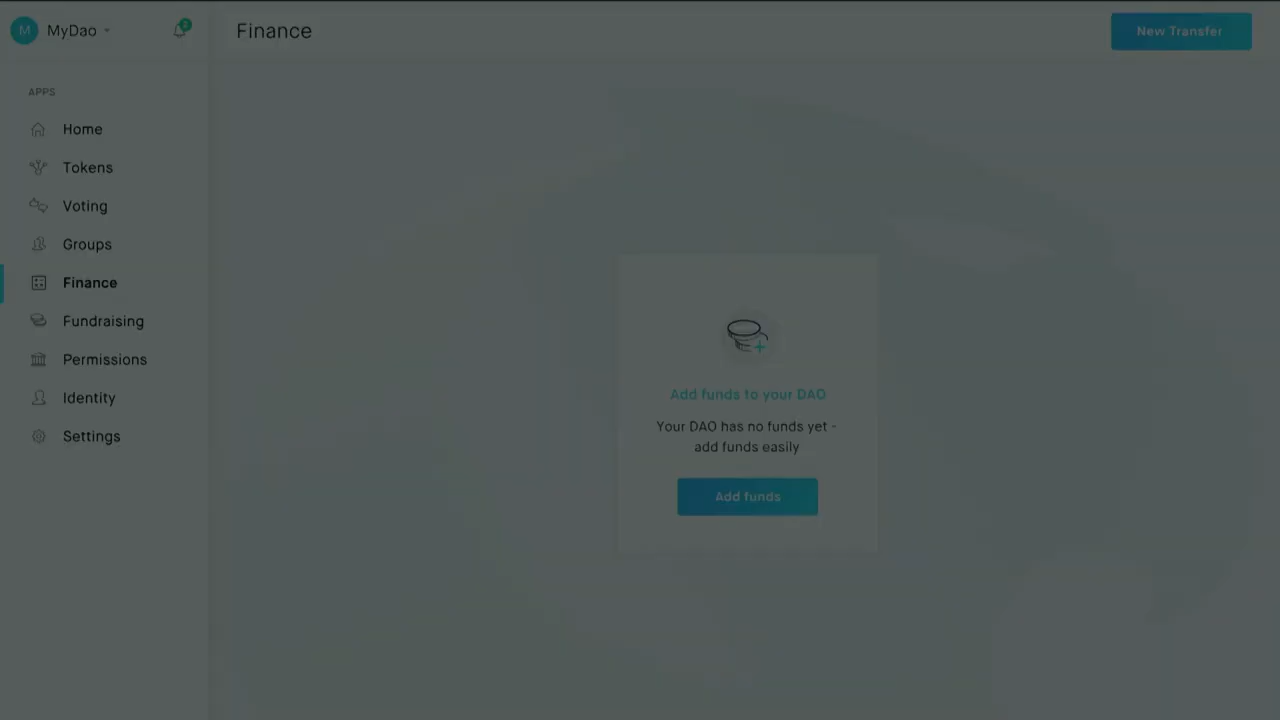 M MyDao 2
Finance
New Transfer
APPS
Home
Tokens
Voting
Groups
Finance
Fundraising
Permissions
Identity
Settings
Add funds to your DAO
Your DAO has no funds yet -
add funds easily
Add funds